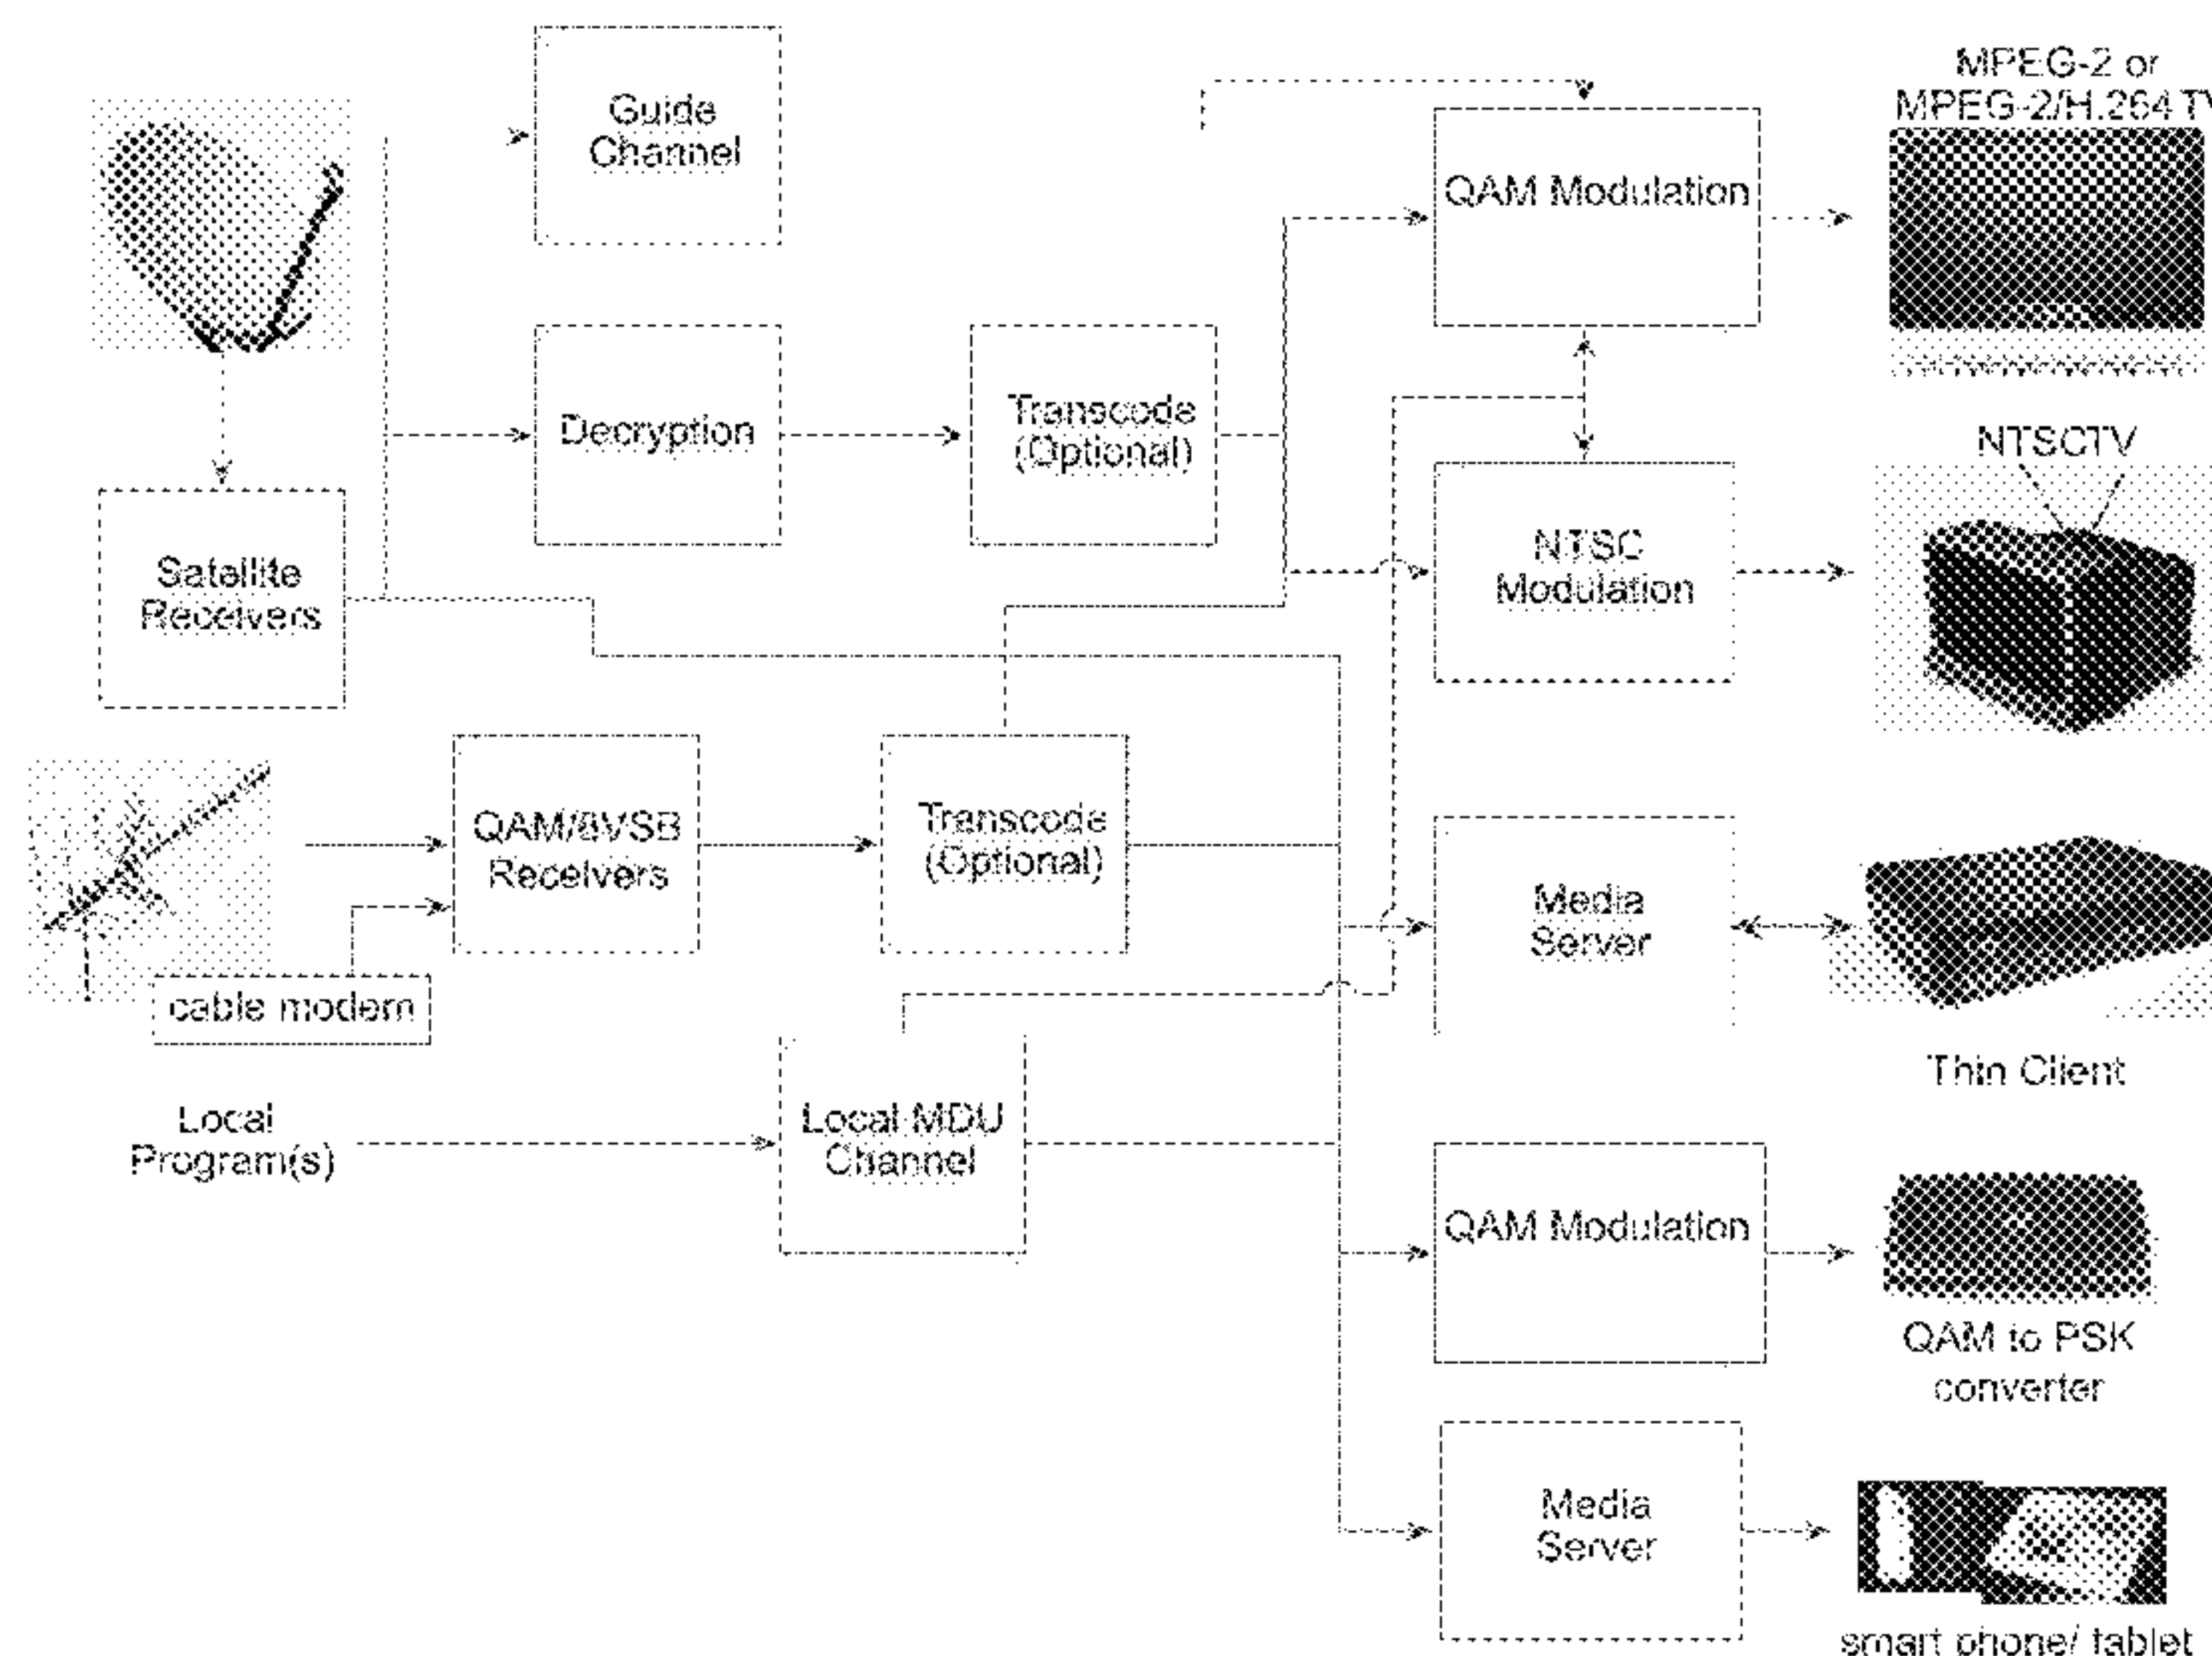 Guide
Channel
MPEG-2 or
MPEG-2/H.264 TV
QAM Modulation
Decryption
Transcode
(Optional)
NTSCTV
Satellite
Receivers
NTSC
Modulation
QAM/8VSB
Receivers
Transcode
(Optional)
Media
Server
cable modem
Thin Client
Local
Program(s)
Local MDU
Channel
QAM Modulation
QAM to PSK
converter
Media
Server
smart phone/ tablet